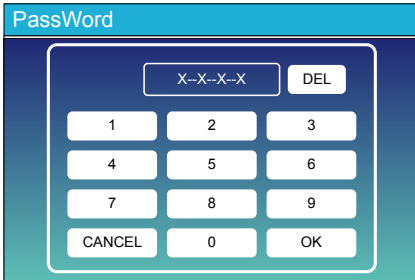 PassWord
X--X--X--X DEL
1 2 3
4 5 6
7 8 9
CANCEL 0 OK